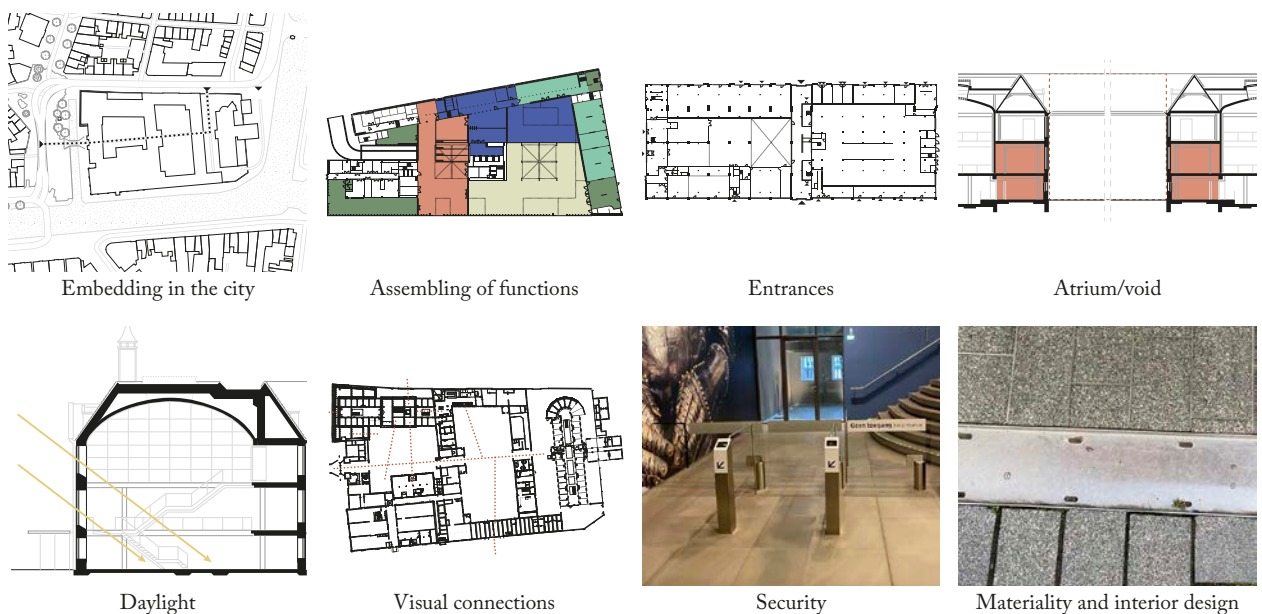 Embedding in the city
Assembling of functions
Entrances
Atrium/void
Geen toegang
Daylight
Visual connections
Security
Materiality and interior design